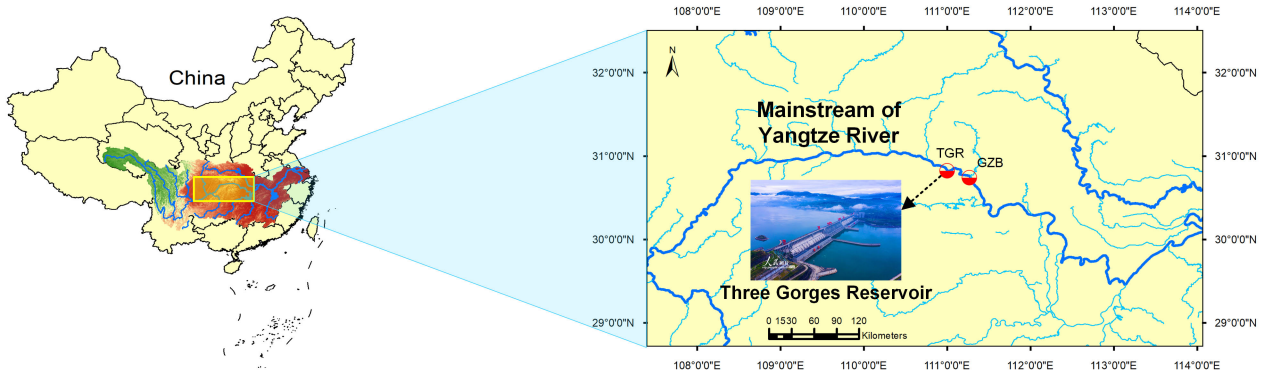 China
108°0'0"E 109°0'0"E 110°0'0"E 111°0'0"E 112°0'0"E 113°0'0"E 114°0'0"E
N
32°0'0"N 32°0'0"N
Mainstream of
Yangtze River
TGR
GZB
31°0'0"N 31°0'0"N
30°0'0"N 30°0'0"N
Three Gorges Reservoir
0 15 30 60 90 120
Kilometers
29°0'0"N 29°0'0"N
108°0'0"E 109°0'0"E 110°0'0"E 111°0'0"E 112°0'0"E 113°0'0"E 114°0'0"E